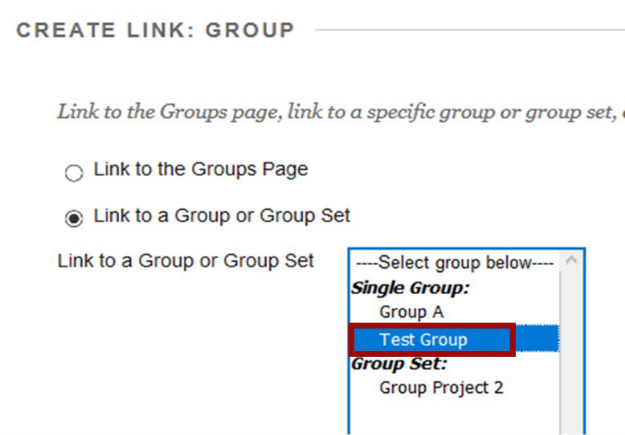 CREATE LINK: GROUP
Link to the Groups page, link to a specific group or group set,
Link to the Groups Page
Link to a Group or Group Set
Link to a Group or Group Set
----Select group below----
Single Group:
Group A
Test Group
Group Set:
Group Project 2